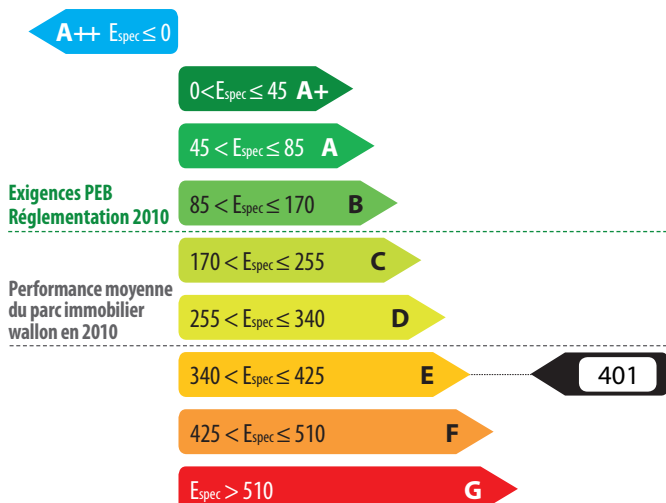 A++ Espec ≤ 0
0<Espec ≤ 45 A+
45 < Espec ≤ 85 A
Exigences PEB
Réglementation 2010
85 < Espec ≤ 170 B
170 < Espec ≤ 255 C
Performance moyenne
du parc immobilier
wallon en 2010
255 < Espec ≤ 340 D
340 < Espec ≤ 425 E
401
425 < Espec ≤ 510 F
Espec > 510 G